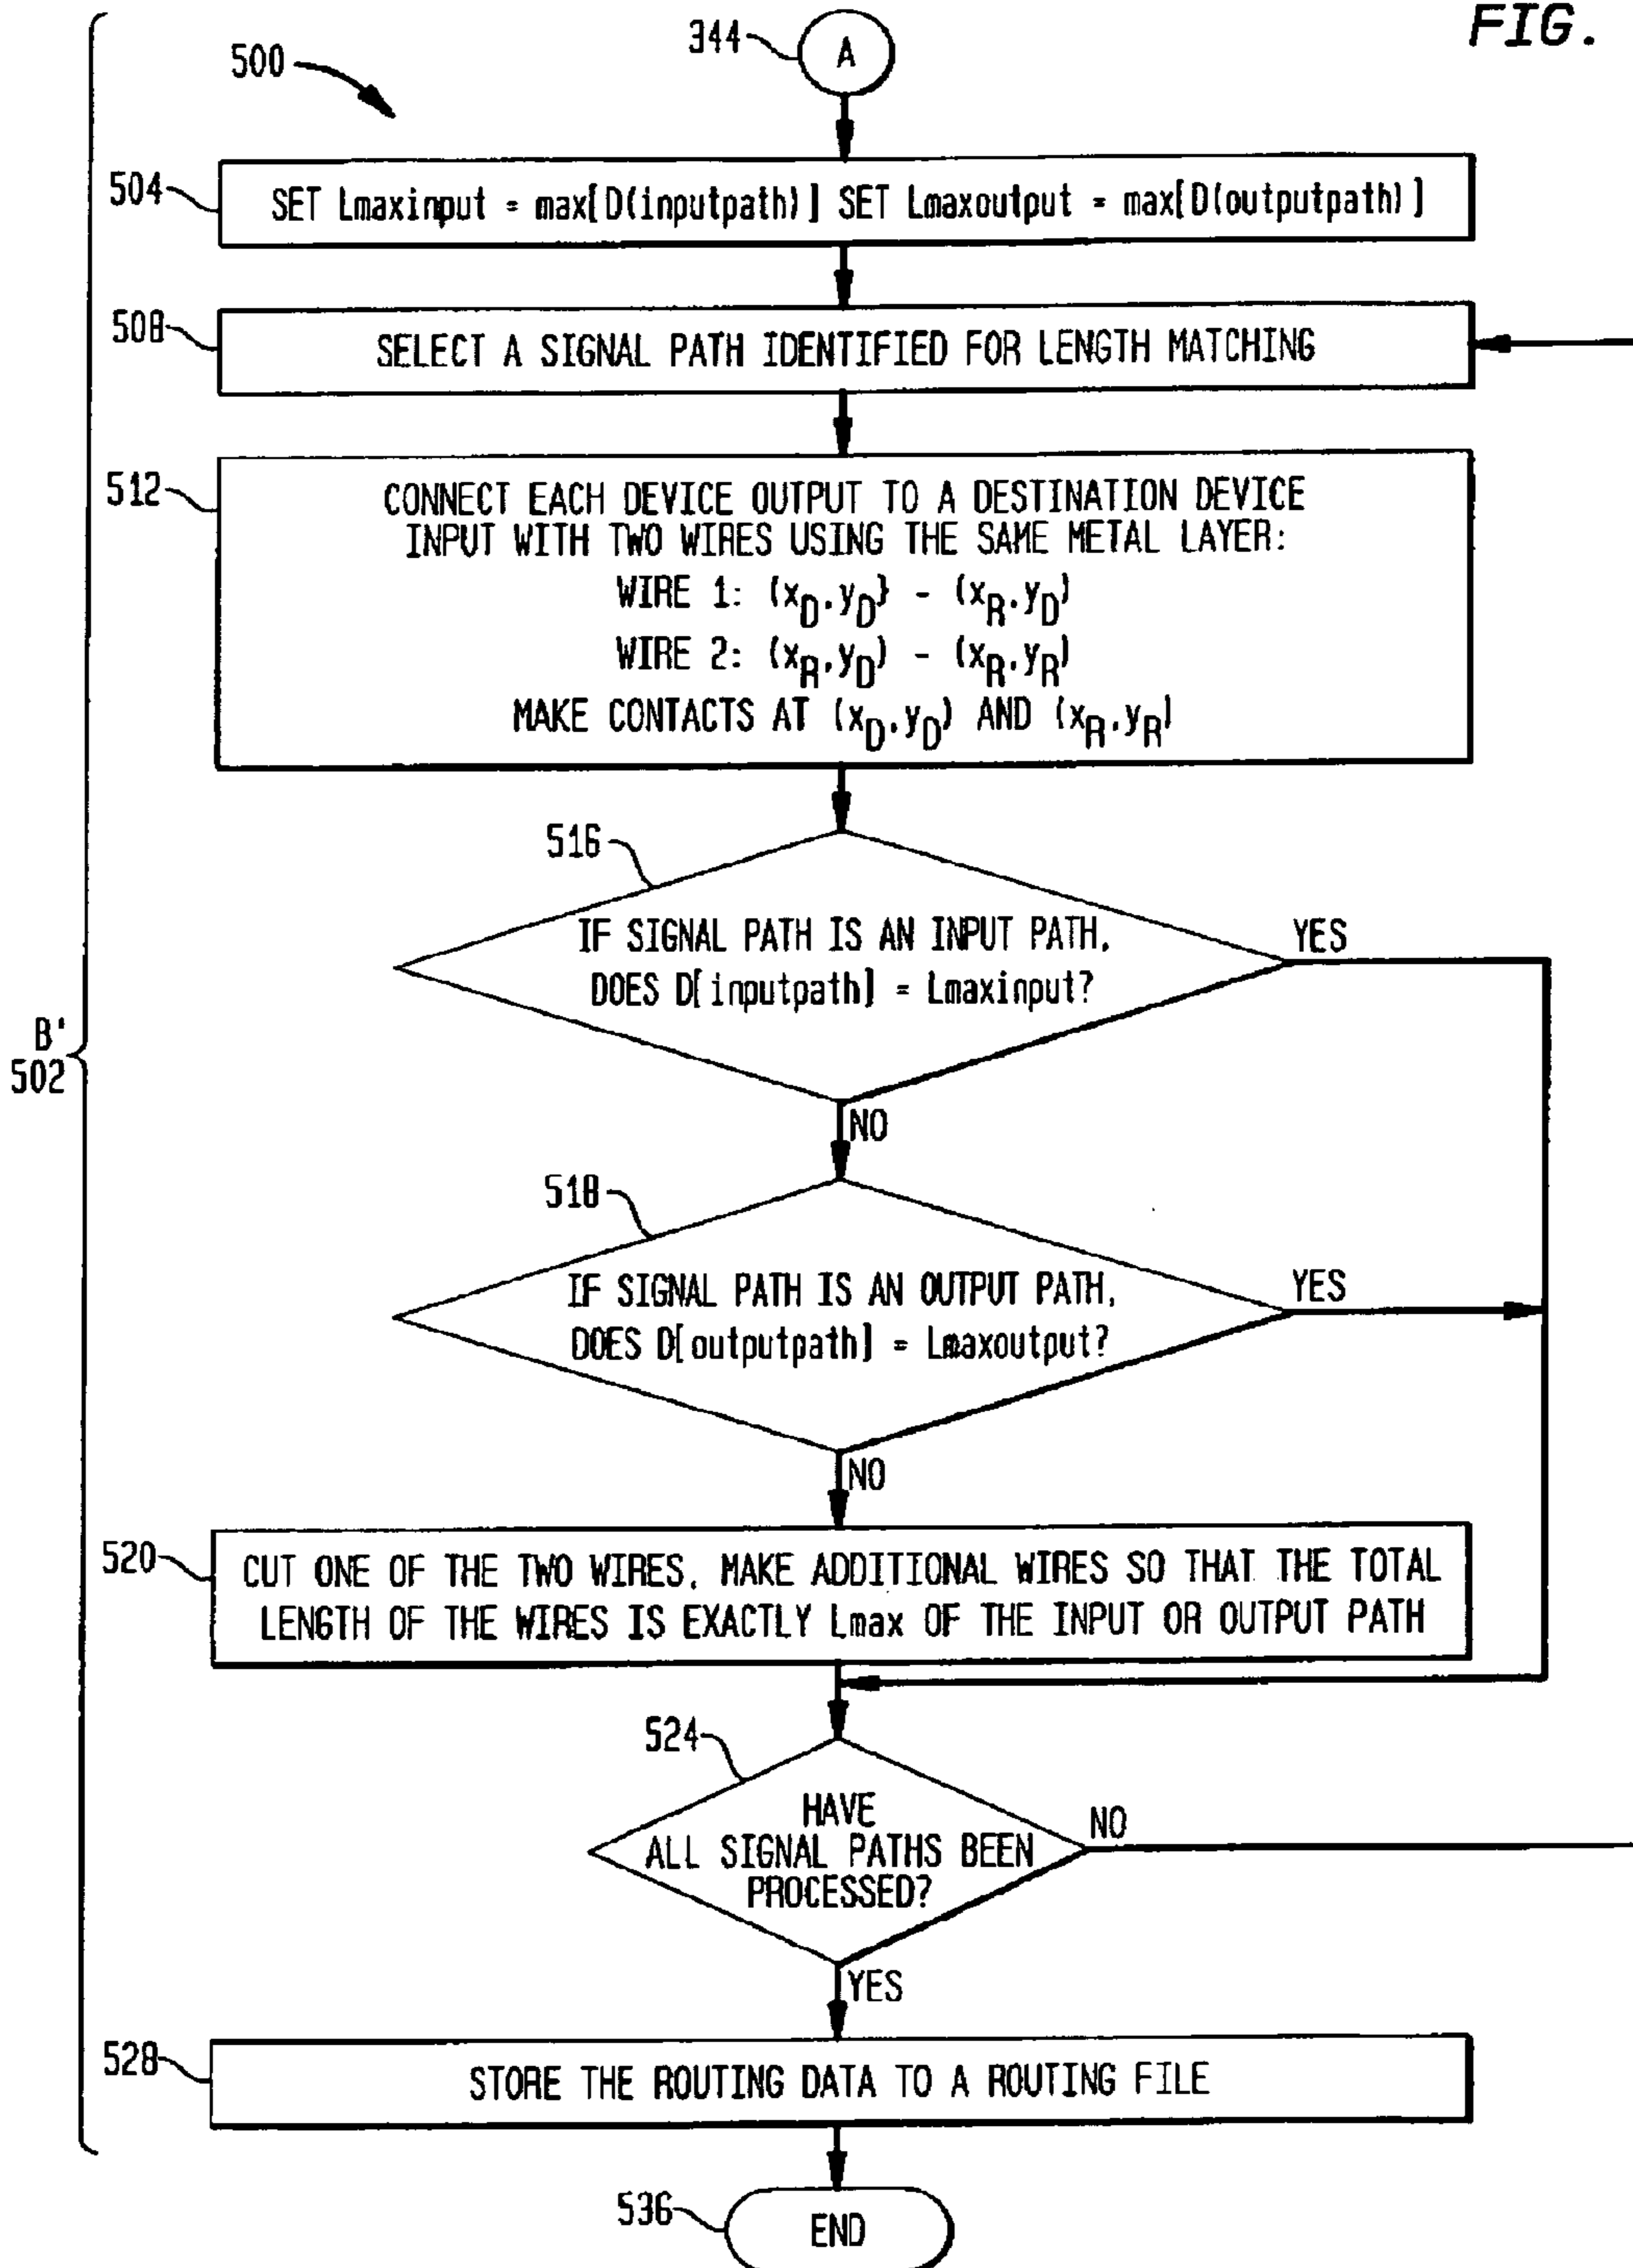 FIG.
344
A
500
504
SET Lmaxinput = max[D(inputpath)] SET Lmaxoutput = max[D(outputpath)]
508
SELECT A SIGNAL PATH IDENTIFIED FOR LENGTH MATCHING
512
CONNECT EACH DEVICE OUTPUT TO A DESTINATION DEVICE
INPUT WITH TWO WIRES USING THE SAME METAL LAYER:
WIRE 1: (xD,yD} - (xR,yD)
WIRE 2: (xR,yD) - (xR,yR)
MAKE CONTACTS AT (xD,yD) AND (xR,yR)
516
IF SIGNAL PATH IS AN INPUT PATH,
DOES D[inputpath] = Lmaxinput?
YES
NO
B'
502
518
IF SIGNAL PATH IS AN OUTPUT PATH,
DOES D[outputpath] = Lmaxoutput?
YES
NO
520
CUT ONE OF THE TWO WIRES, MAKE ADDITIONAL WIRES SO THAT THE TOTAL
LENGTH OF THE WIRES IS EXACTLY Lmax OF THE INPUT OR OUTPUT PATH
524
HAVE
ALL SIGNAL PATHS BEEN
PROCESSED?
NO
YES
528
STORE THE ROUTING DATA TO A ROUTING FILE
536
END